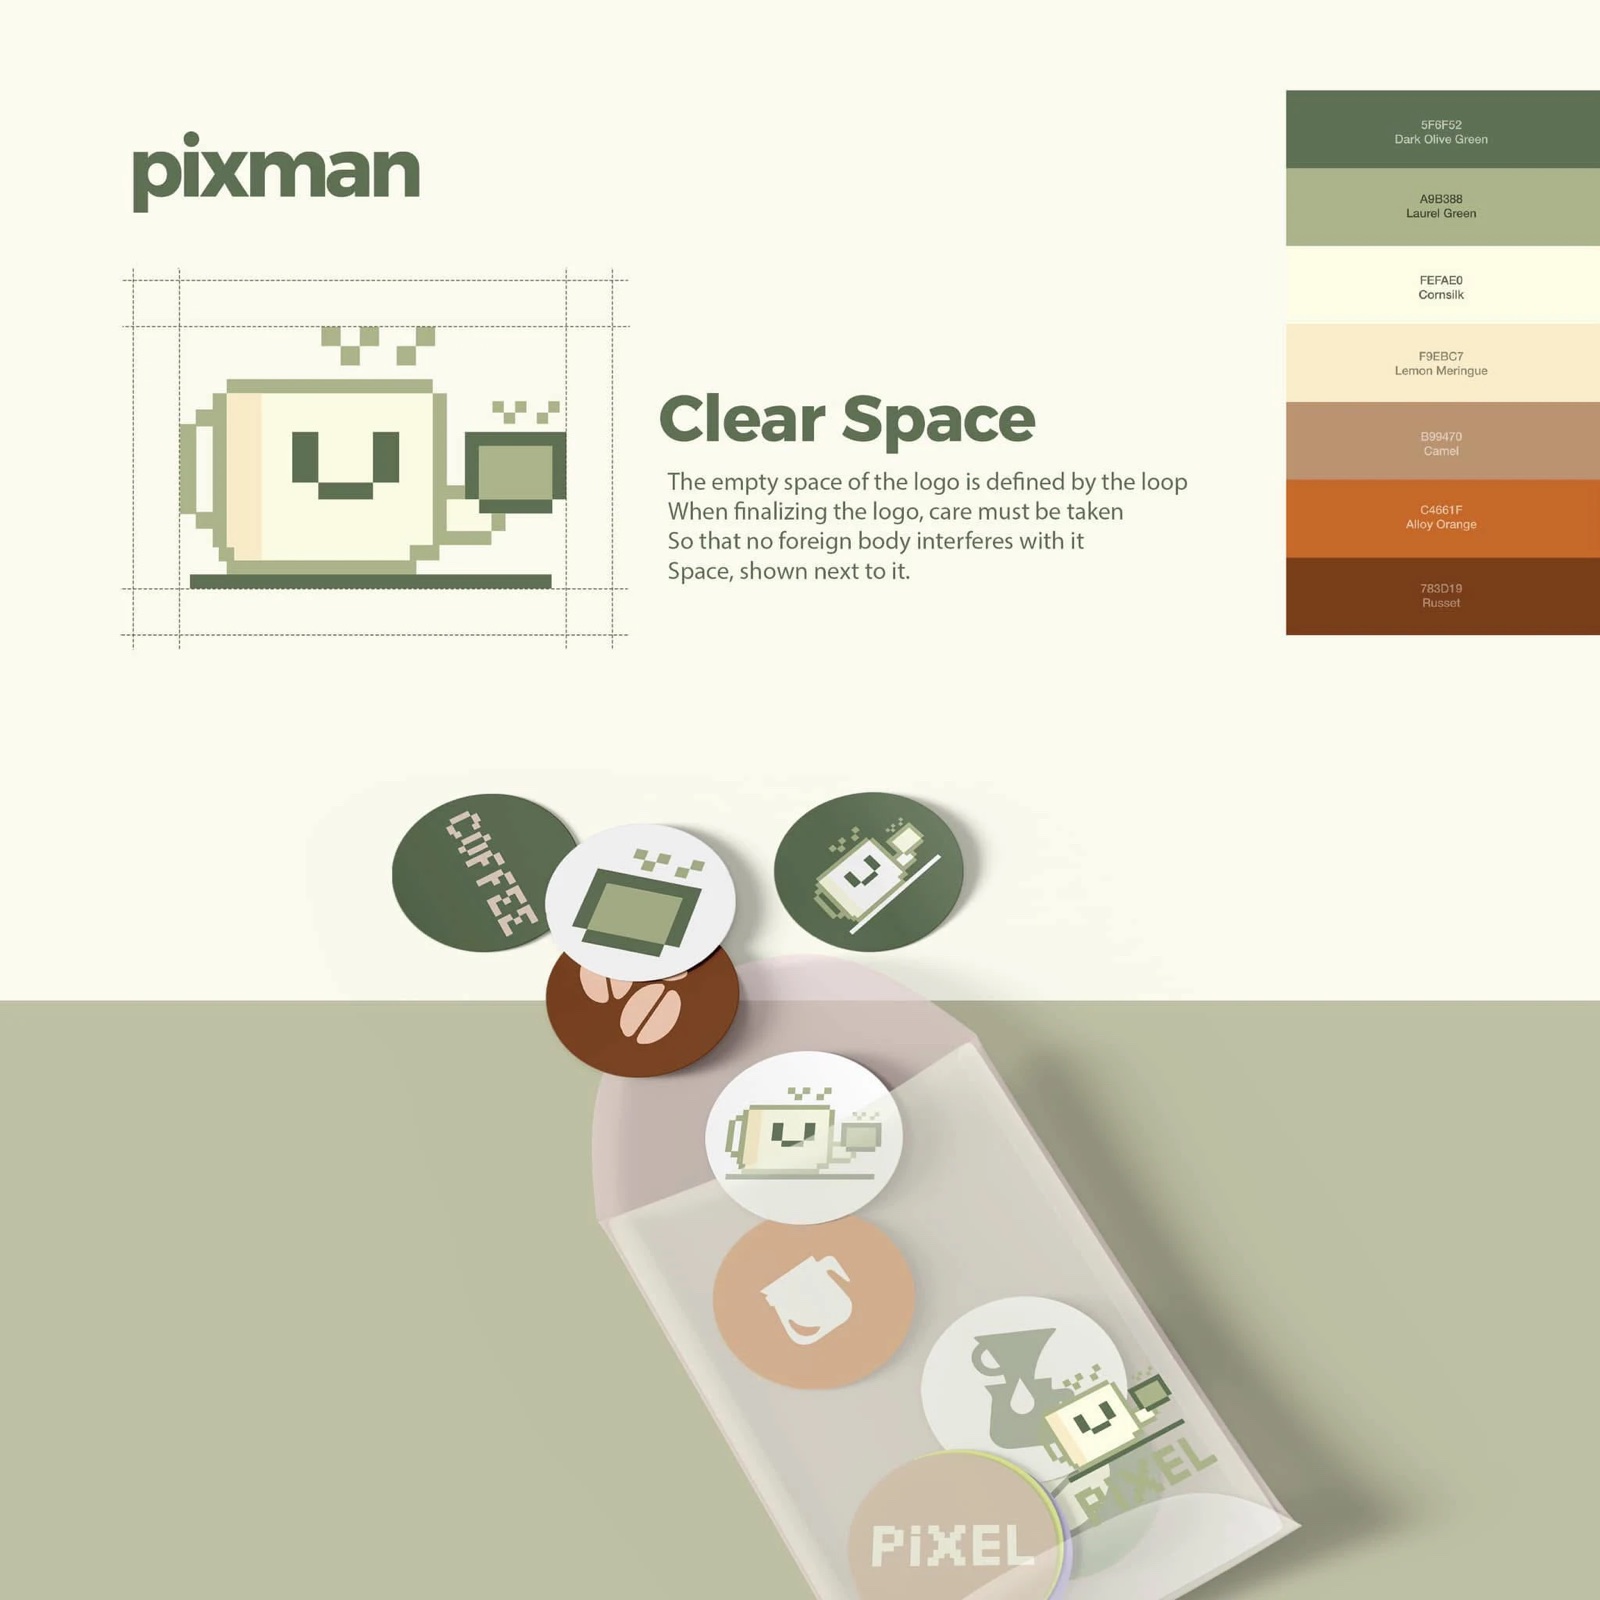 pixman
5F6F52
Dark Olive Green
A9B388
Laurel Green
FEFAE0
Cornsilk
F9EBC7
Lemon Meringue
B99470
Camel
C4661F
Alloy Orange
783D19
Russet
Clear Space
The empty space of the logo is defined by the loop
When finalizing the logo, care must be taken
So that no foreign body interferes with it
Space, shown next to it.
COFFEE
PiXEL
PiXEL